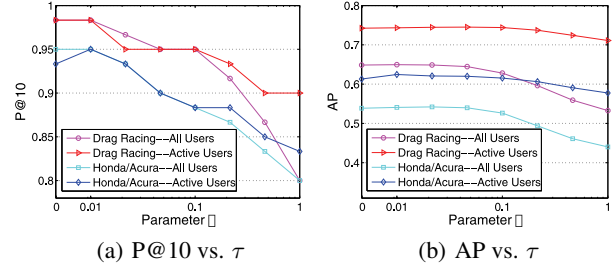 1
0.95
0.9
0.85
0.8
P@10
Drag Racing−−All Users
Drag Racing−−Active Users
Honda/Acura−−All Users
Honda/Acura−−Active Users
0 0.01 0.1 1
Parameter □
(a) P@10 vs. τ
0.8
0.7
0.6
0.5
0.4
AP
Drag Racing−−All Users
Drag Racing−−Active Users
Honda/Acura−−All Users
Honda/Acura−−Active Users
0 0.01 0.1 1
Parameter □
(b) AP vs. τ